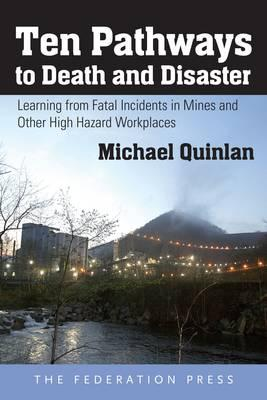 Ten Pathways
to Death and Disaster
Learning from Fatal Incidents in Mines and
Other High Hazard Workplaces
Michael Quinlan
THE FEDERATION PRESS